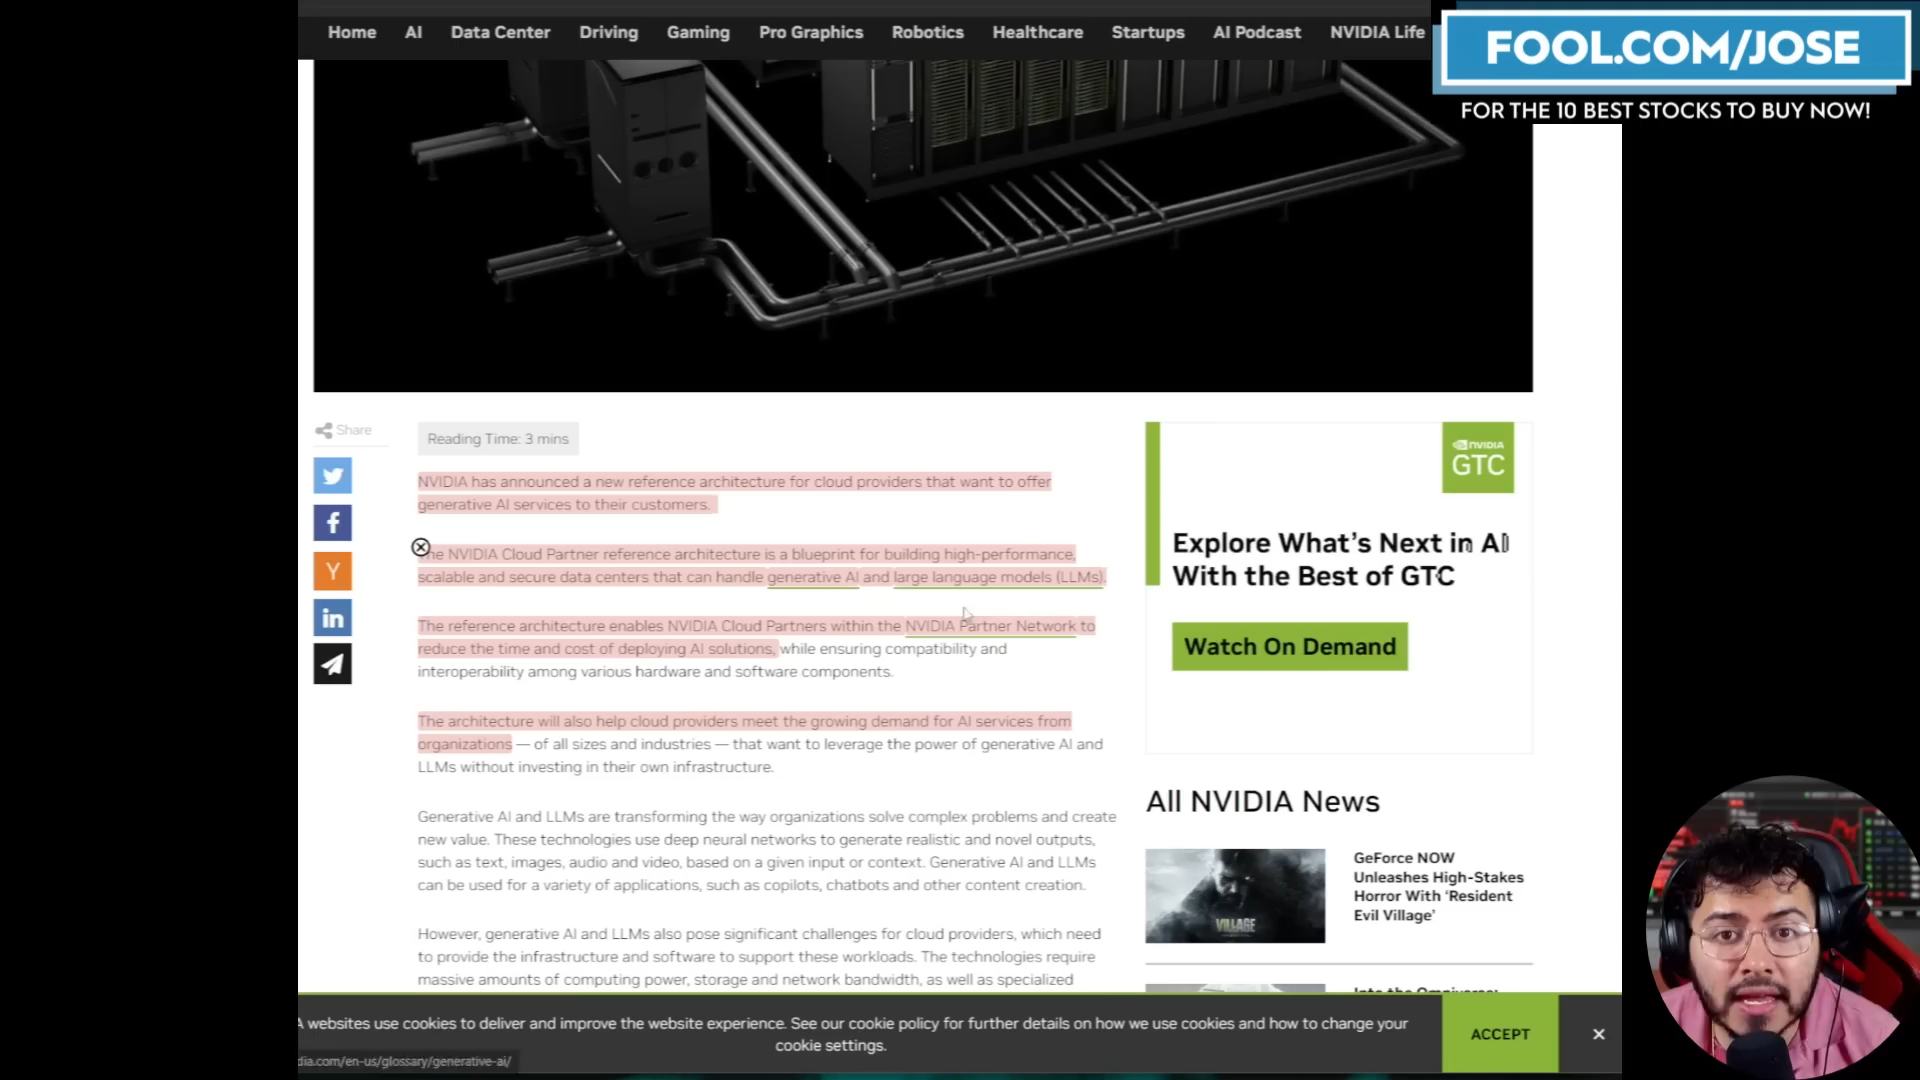 Home AI Data Center Driving Gaming Pro Graphics Robotics Healthcare Startups AI Podcast NVIDIA Life
FOOL.COM/JOSE
FOR THE 10 BEST STOCKS TO BUY NOW!
Share
Reading Time: 3 mins
NVIDIA has announced a new reference architecture for cloud providers that want to offer
generative AI services to their customers.
The NVIDIA Cloud Partner reference architecture is a blueprint for building high-performance,
scalable and secure data centers that can handle generative AI and large language models (LLMs).
The reference architecture enables NVIDIA Cloud Partners within the NVIDIA Partner Network to
reduce the time and cost of deploying AI solutions, while ensuring compatibility and
interoperability among various hardware and software components.
The architecture will also help cloud providers meet the growing demand for AI services from
organizations — of all sizes and industries — that want to leverage the power of generative AI and
LLMs without investing in their own infrastructure.
Generative AI and LLMs are transforming the way organizations solve complex problems and create
new value. These technologies use deep neural networks to generate realistic and novel outputs,
such as text, images, audio and video, based on a given input or context. Generative AI and LLMs
can be used for a variety of applications, such as copilots, chatbots and other content creation.
However, generative AI and LLMs also pose significant challenges for cloud providers, which need
to provide the infrastructure and software to support these workloads. The technologies require
massive amounts of computing power, storage and network bandwidth, as well as specialized
NVIDIA
GTC
Explore What's Next in AI
With the Best of GTC
Watch On Demand
All NVIDIA News
VILLAGE
GeForce NOW
Unleashes High-Stakes
Horror With 'Resident
Evil Village'
Into the Omniverse:
A websites use cookies to deliver and improve the website experience. See our cookie policy for further details on how we use cookies and how to change your
cookie settings.
ACCEPT
dia.com/en-us/glossary/generative-ai/